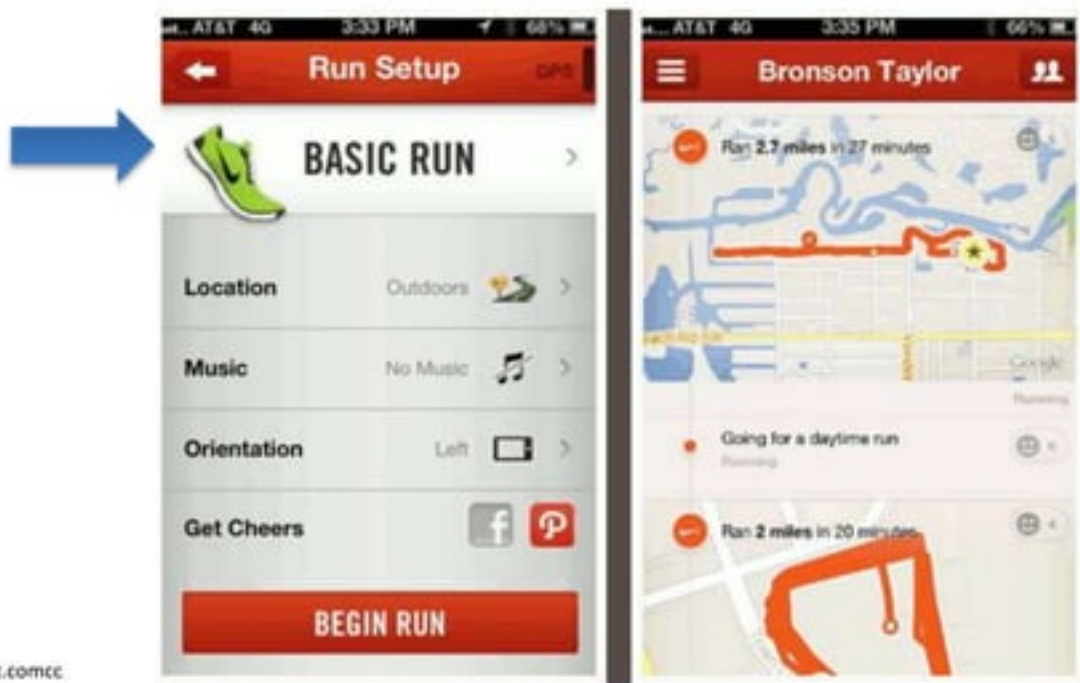 AT&T 4G 3:33 PM 68%
Run Setup GPS
BASIC RUN
Location Outdoors
Music No Music
Orientation Left
Get Cheers f P
BEGIN RUN
AT&T 4G 3:35 PM 66%
Bronson Taylor
Ran 2.7 miles in 27 minutes
Google
Running
Going for a daytime run
Running
Ran 2 miles in 20 minutes
4
.comcc